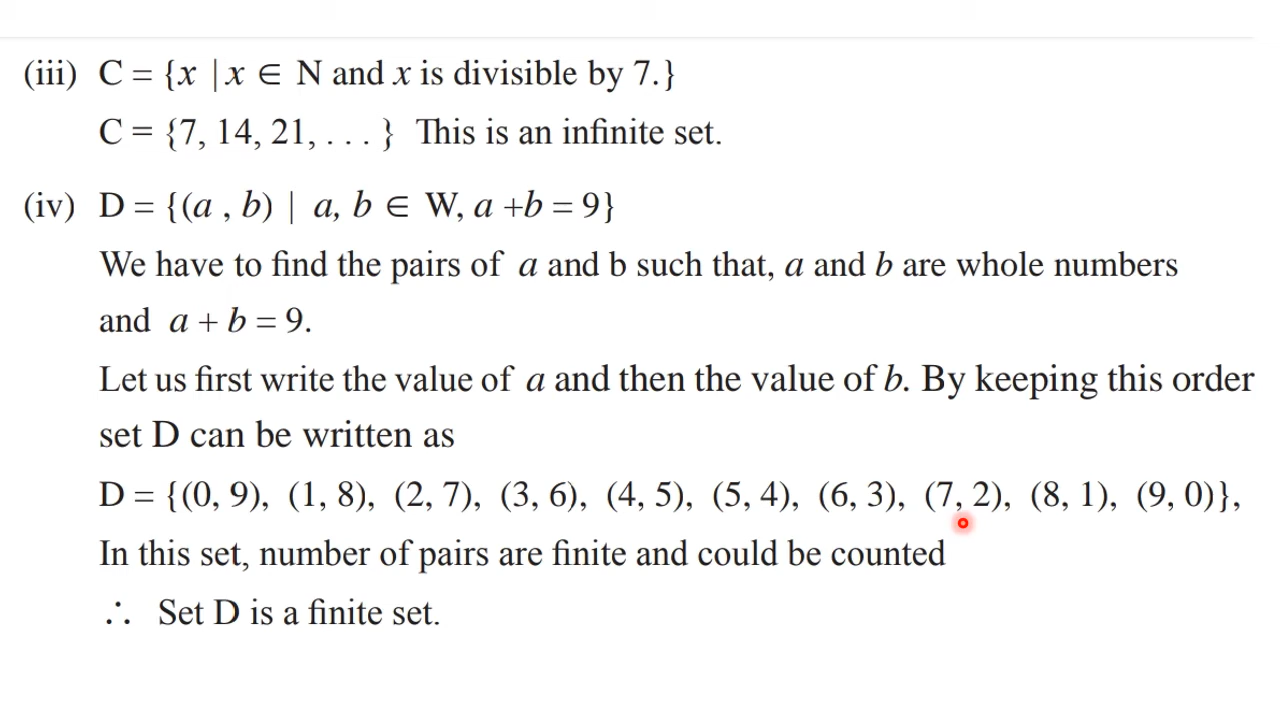 (iii) C = {x | x ∈ N and x is divisible by 7.}
C = {7, 14, 21, . . . } This is an infinite set.
(iv) D = {(a , b) | a, b ∈ W, a +b = 9}
We have to find the pairs of a and b such that, a and b are whole numbers
and a + b = 9.
Let us first write the value of a and then the value of b. By keeping this order
set D can be written as
D = {(0, 9), (1, 8), (2, 7), (3, 6), (4, 5), (5, 4), (6, 3), (7, 2), (8, 1), (9, 0)},
In this set, number of pairs are finite and could be counted
∴ Set D is a finite set.